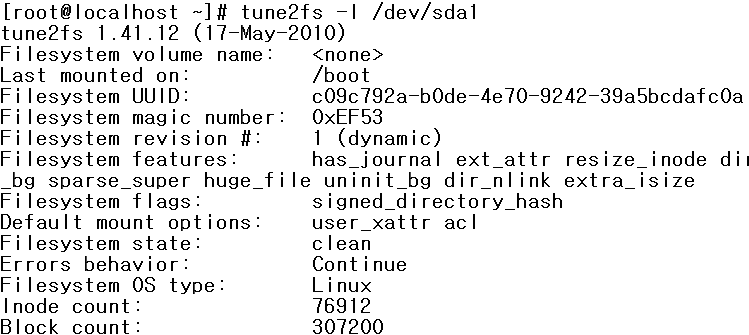 [root@localhost ~]# tune2fs -l /dev/sda1
tune2fs 1.41.12 (17-May-2010)
Filesystem volume name:   <none>
Last mounted on:          /boot
Filesystem UUID:          c09c792a-b0de-4e70-9242-39a5bcdafc0a
Filesystem magic number:  0xEF53
Filesystem revision #:    1 (dynamic)
Filesystem features:      has_journal ext_attr resize_inode
_bg sparse_super huge_file uninit_bg dir_nlink extra_isize
Filesystem flags:         signed_directory_hash
Default mount options:    user_xattr acl
Filesystem state:         clean
Errors behavior:          Continue
Filesystem OS type:       Linux
Inode count:              76912
Block count:              307200